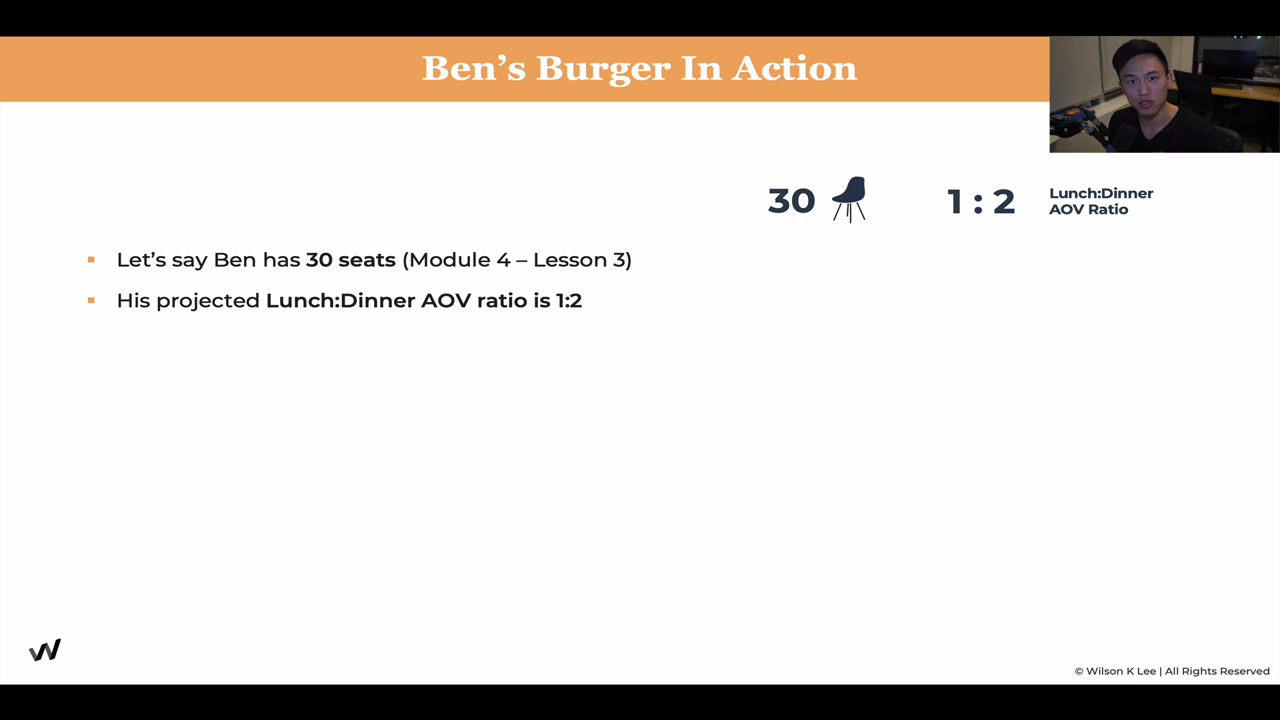 Ben’s Burger In Action
30
1 : 2
Lunch:Dinner
AOV Ratio
▪ Let’s say Ben has 30 seats (Module 4 – Lesson 3)
▪ His projected Lunch:Dinner AOV ratio is 1:2
© Wilson K Lee | All Rights Reserved